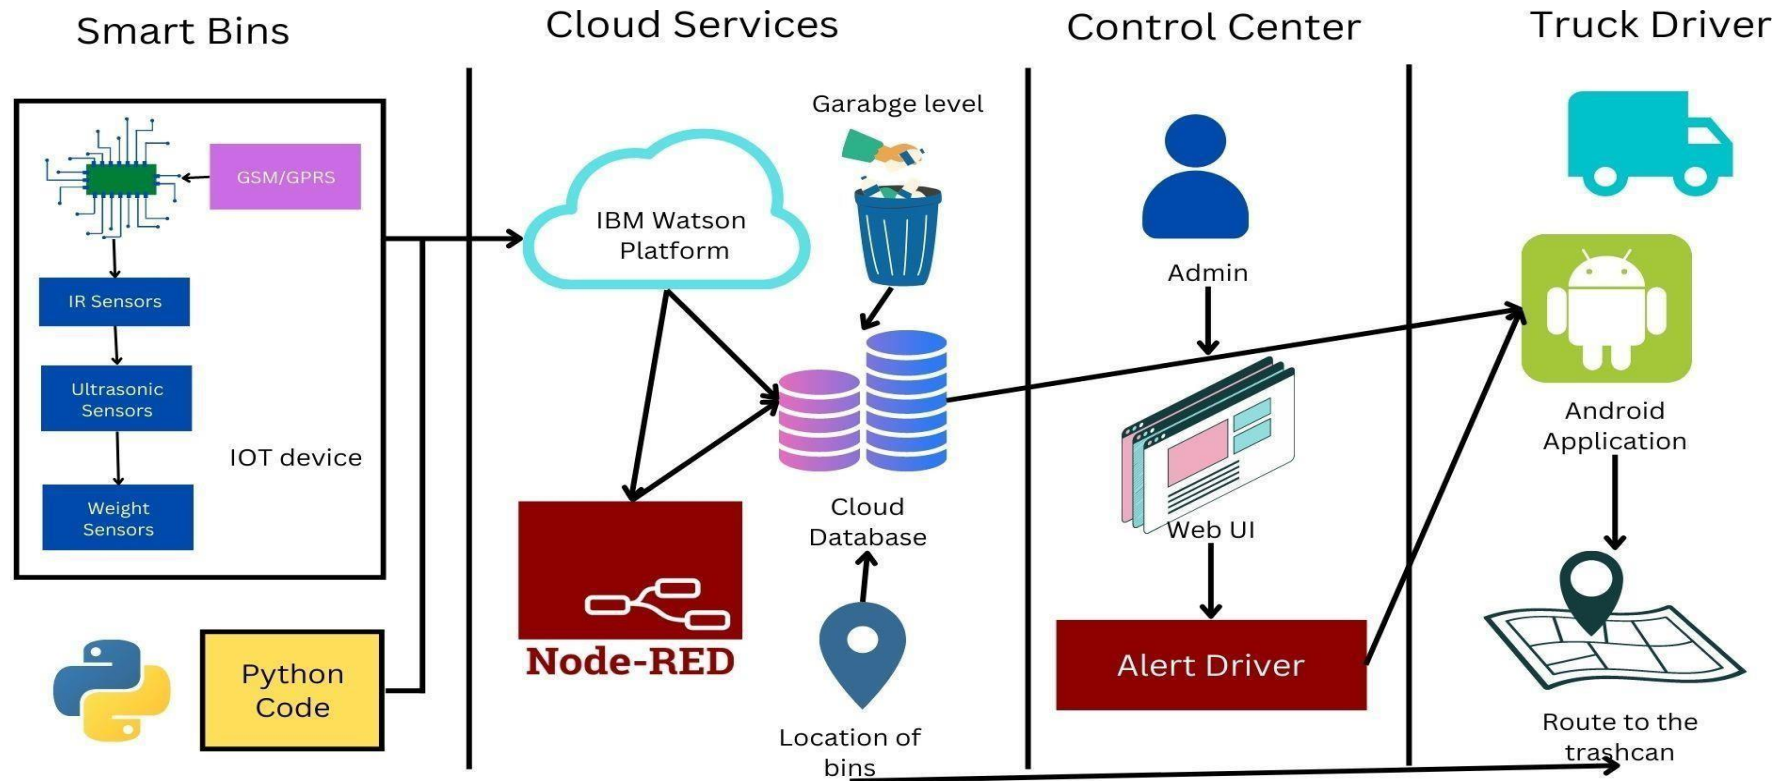 Smart Bins
Cloud Services
Control Center
Truck Driver
GSM/GPRS
IR Sensors
Ultrasonic
Sensors
Weight
Sensors
IOT device
Python
Code
IBM Watson
Platform
Garabge level
Cloud
Database
Node-RED
Location of
bins
Admin
Web UI
Alert Driver
Android
Application
Route to the
trashcan